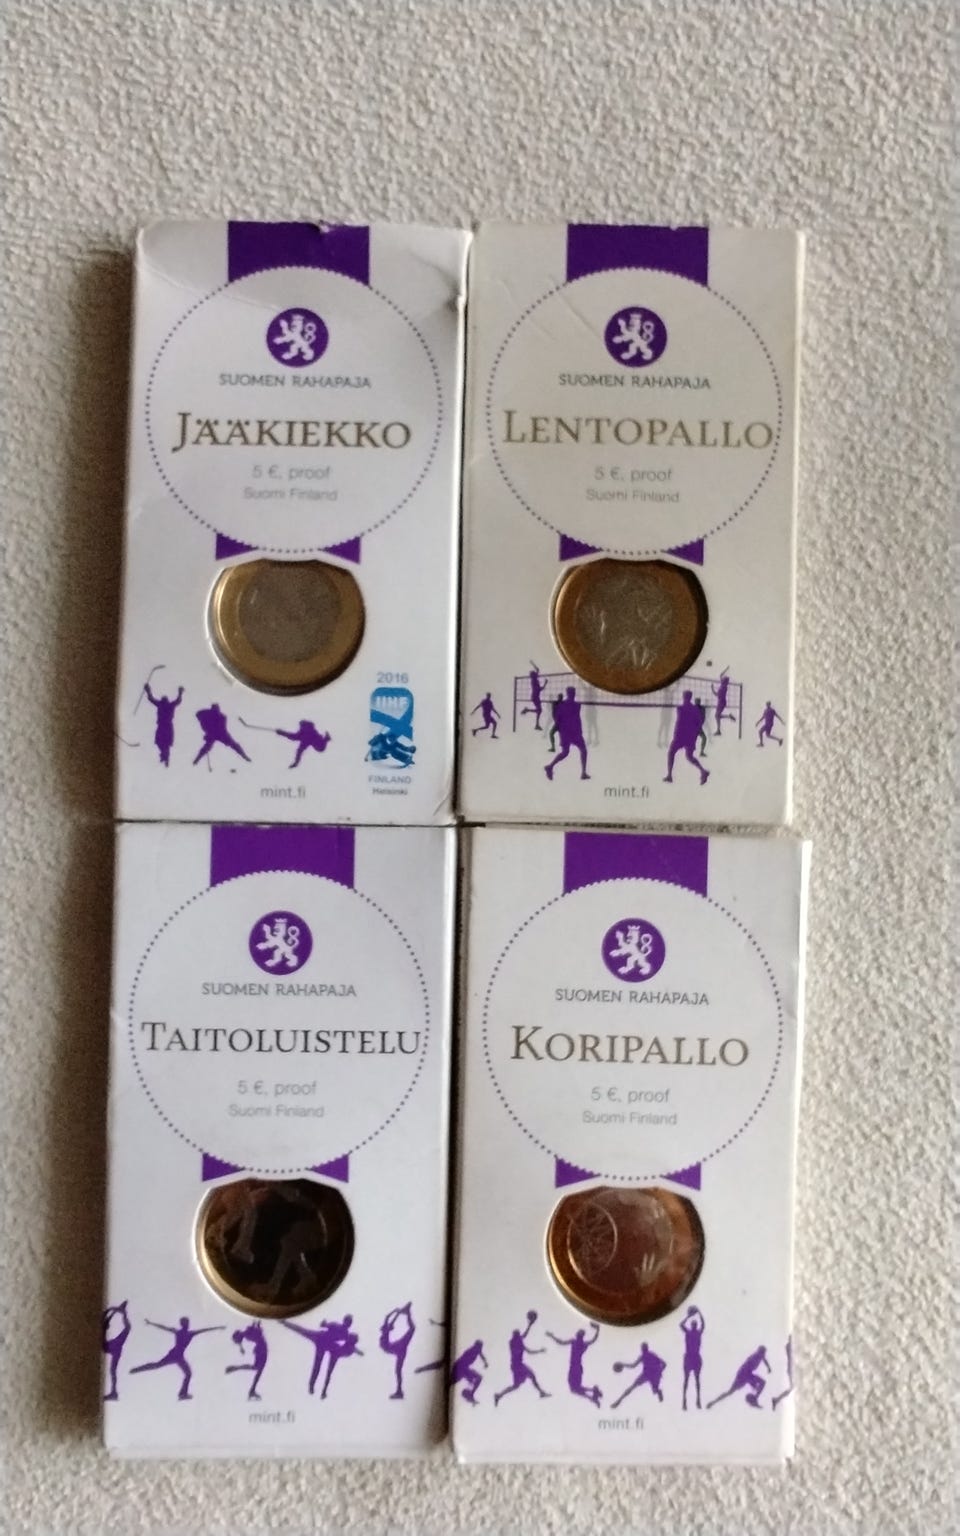 SUOMEN RAHAPAJA
JÄÄKIEKKO
5 €, proof
Suomi Finland
2016
IIHF
FINLAND
Helsinki
mint.fi
SUOMEN RAHAPAJA
LENTOPALLO
5 €, proof
Suomi Finland
mint.fi
SUOMEN RAHAPAJA
TAITOLUISTELU
5 €, proof
Suomi Finland
mint.fi
SUOMEN RAHAPAJA
KORIPALLO
5 €, proof
Suomi Finland
mint.fi